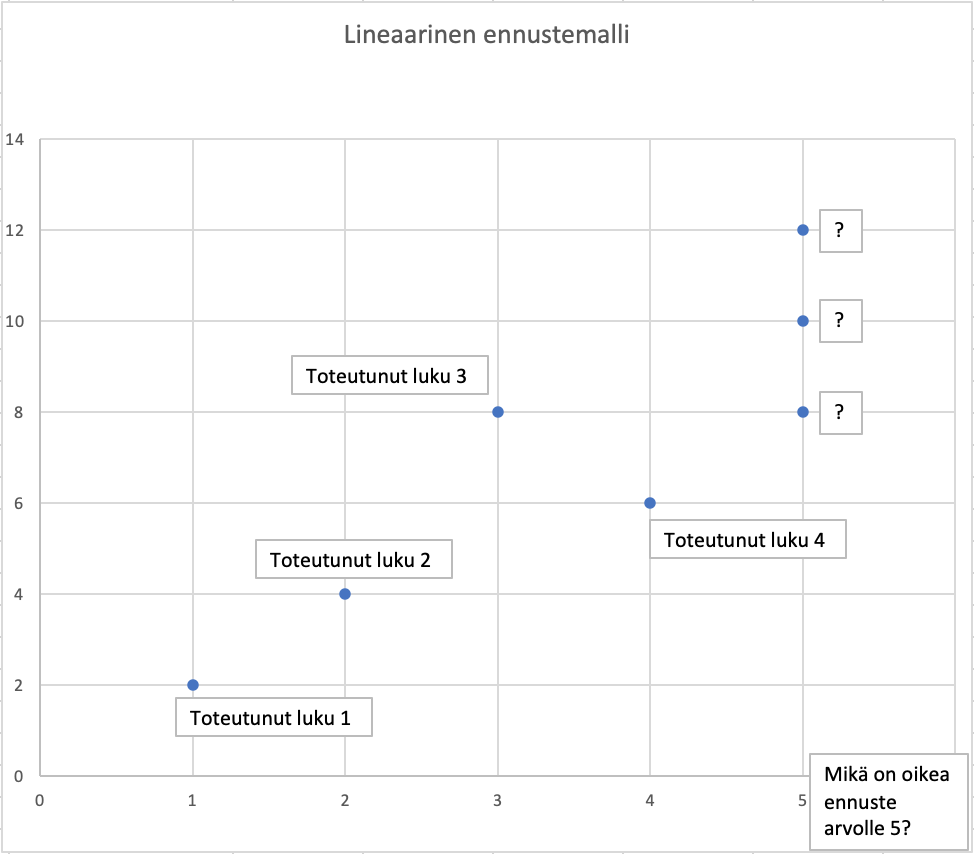 Lineaarinen ennustemalli
14
12
?
10
?
Toteutunut luku 3
8
?
6
Toteutunut luku 4
Toteutunut luku 2
4
2
Toteutunut luku 1
0
0 1 2 3 4 5
Mikä on oikea
ennuste
arvolle 5?